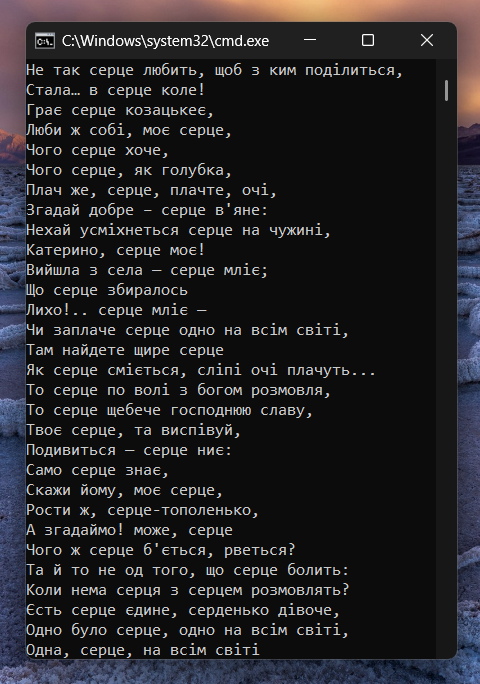 C:\Windows\system32\cmd.exe
Не так серце любить, щоб з ким поділиться,
Стала… в серце коле!
Грає серце козацькеє,
Люби ж собі, моє серце,
Чого серце хоче,
Чого серце, як голубка,
Плач же, серце, плачте, очі,
Згадай добре – серце в'яне:
Нехай усміхнеться серце на чужині,
Катерино, серце моє!
Вийшла з села – серце мліє;
Що серце збиралось
Лихо!.. серце мліє –
Чи заплаче серце одно на всім світі,
Там найдете щире серце
Як серце сміється, сліпі очі плачуть...
То серце по волі з богом розмовля,
То серце щебече господнюю славу,
Твоє серце, та виспівуй,
Подивиться – серце ниє:
Само серце знає,
Скажи йому, моє серце,
Рости ж, серце-тополенько,
А згадаймо! може, серце
Чого ж серце б'ється, рветься?
Та й то не од того, що серце болить:
Коли нема серця з серцем розмовлять?
Єсть серце єдине, серденько дівоче,
Одно було серце, одно на всім світі,
Одна, серце, на всім світі